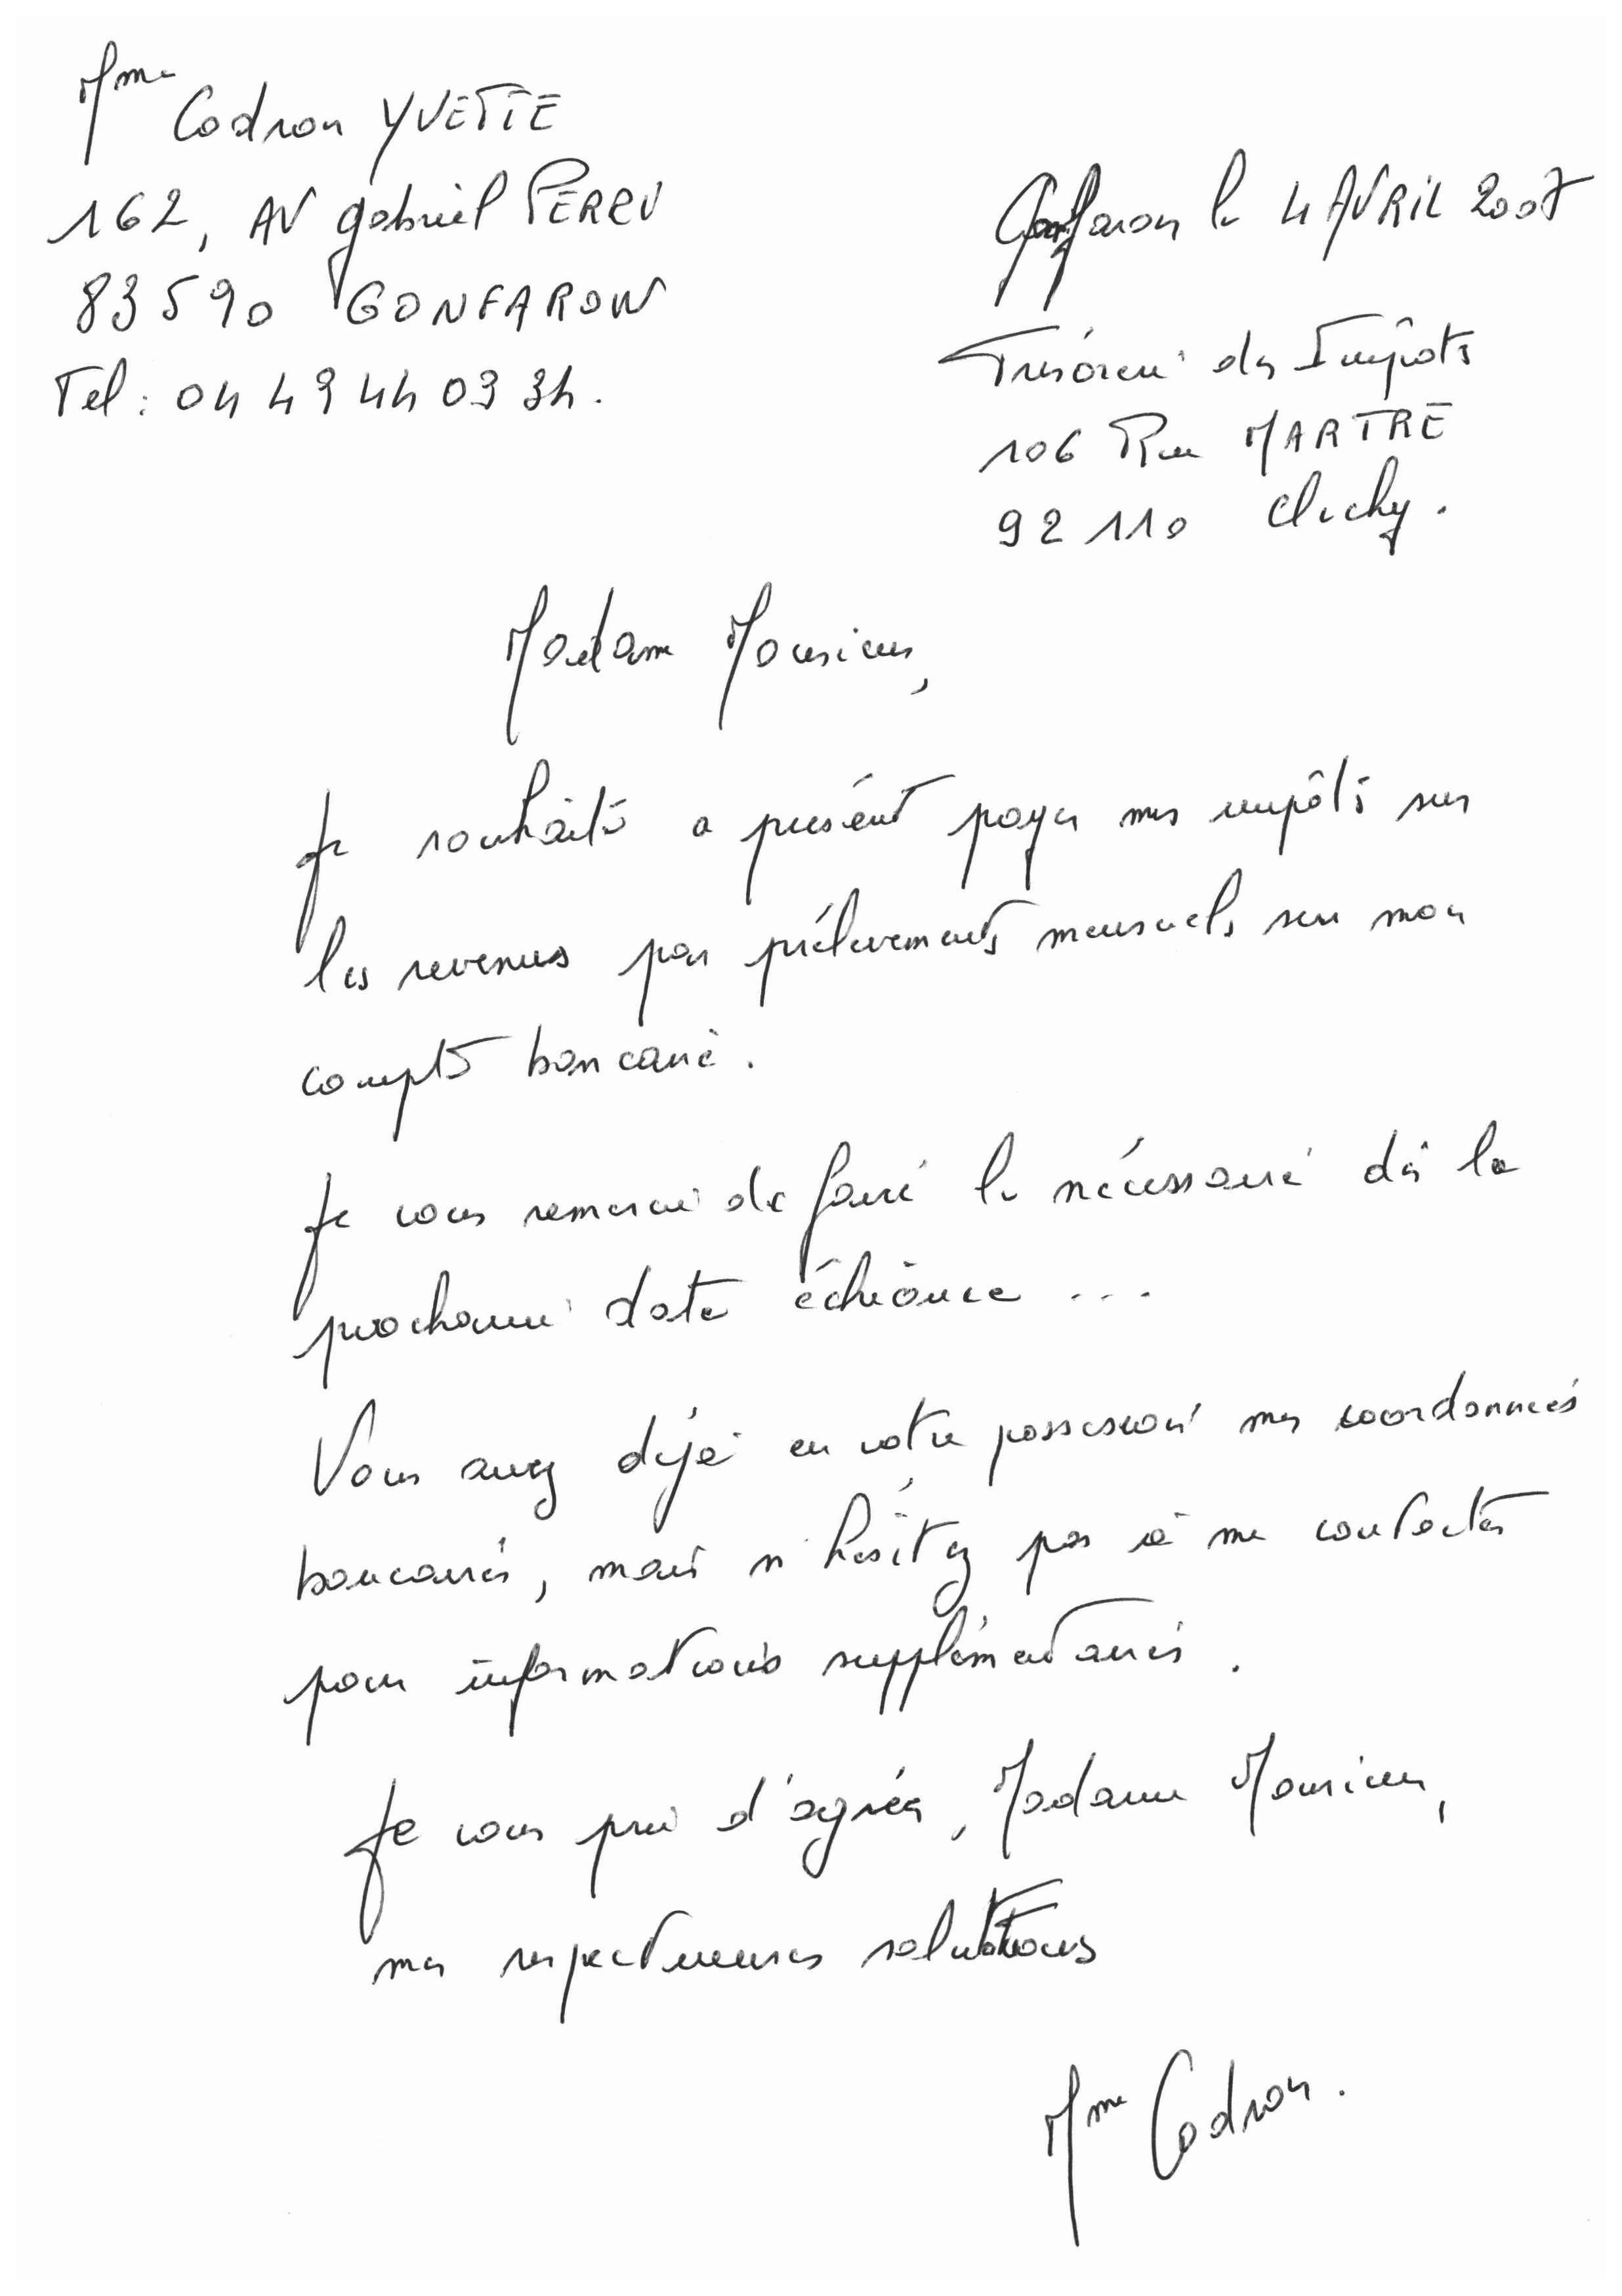 Mme Codron YVETTE
162, AV gabriel PERRU
83590 GONFARON
Tel : 04 49 44 03 34.
Gonfaron le 4 AVRIL 2007
Trésorerie des Impôts
106 Rue MARTRE
92110 Clichy.
Madame Monsieur,
Je souhaite a présent payer mes impôts sur
les revenus par prélevements mensuels sur mon
compte bancaire.
Je vous remercie de faire le nécessaire dès la
prochaine date échéance ...
Vous avez déjà en votre possession mes coordonnées
bancaires, mais n'hésitez pas à me contacter
pour informations supplémentaires.
Je vous prie d'agréer, Madame Monsieur,
mes respectueuses salutations
Mme Codron.